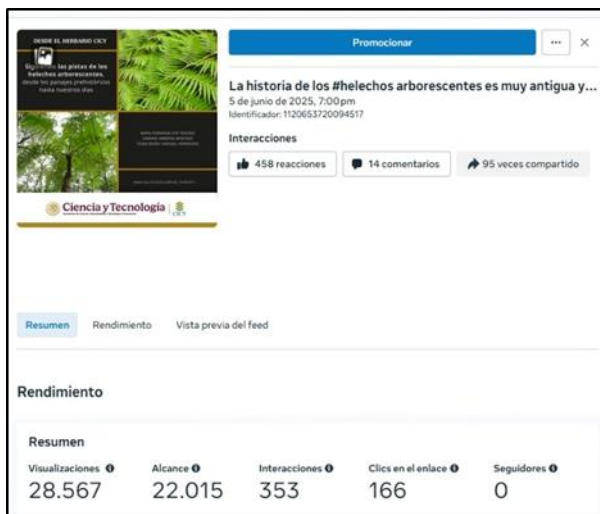 DESDE EL HERBARIO CICY
Siguiendo las pistas de los
helechos arborescentes,
desde los paisajes prehistóricos
hasta nuestros días
Ciencia y Tecnología
CICY
Promocionar
La historia de los #helechos arborescentes es muy antigua y...
5 de junio de 2025, 7:00pm
Identificador: 1120653720094517
Interacciones
458 reacciones
14 comentarios
95 veces compartido
Resumen
Rendimiento
Vista previa del feed
Rendimiento
Resumen
Visualizaciones
Alcance
Interacciones
Clics en el enlace
Seguidores
28.567
22.015
353
166
0